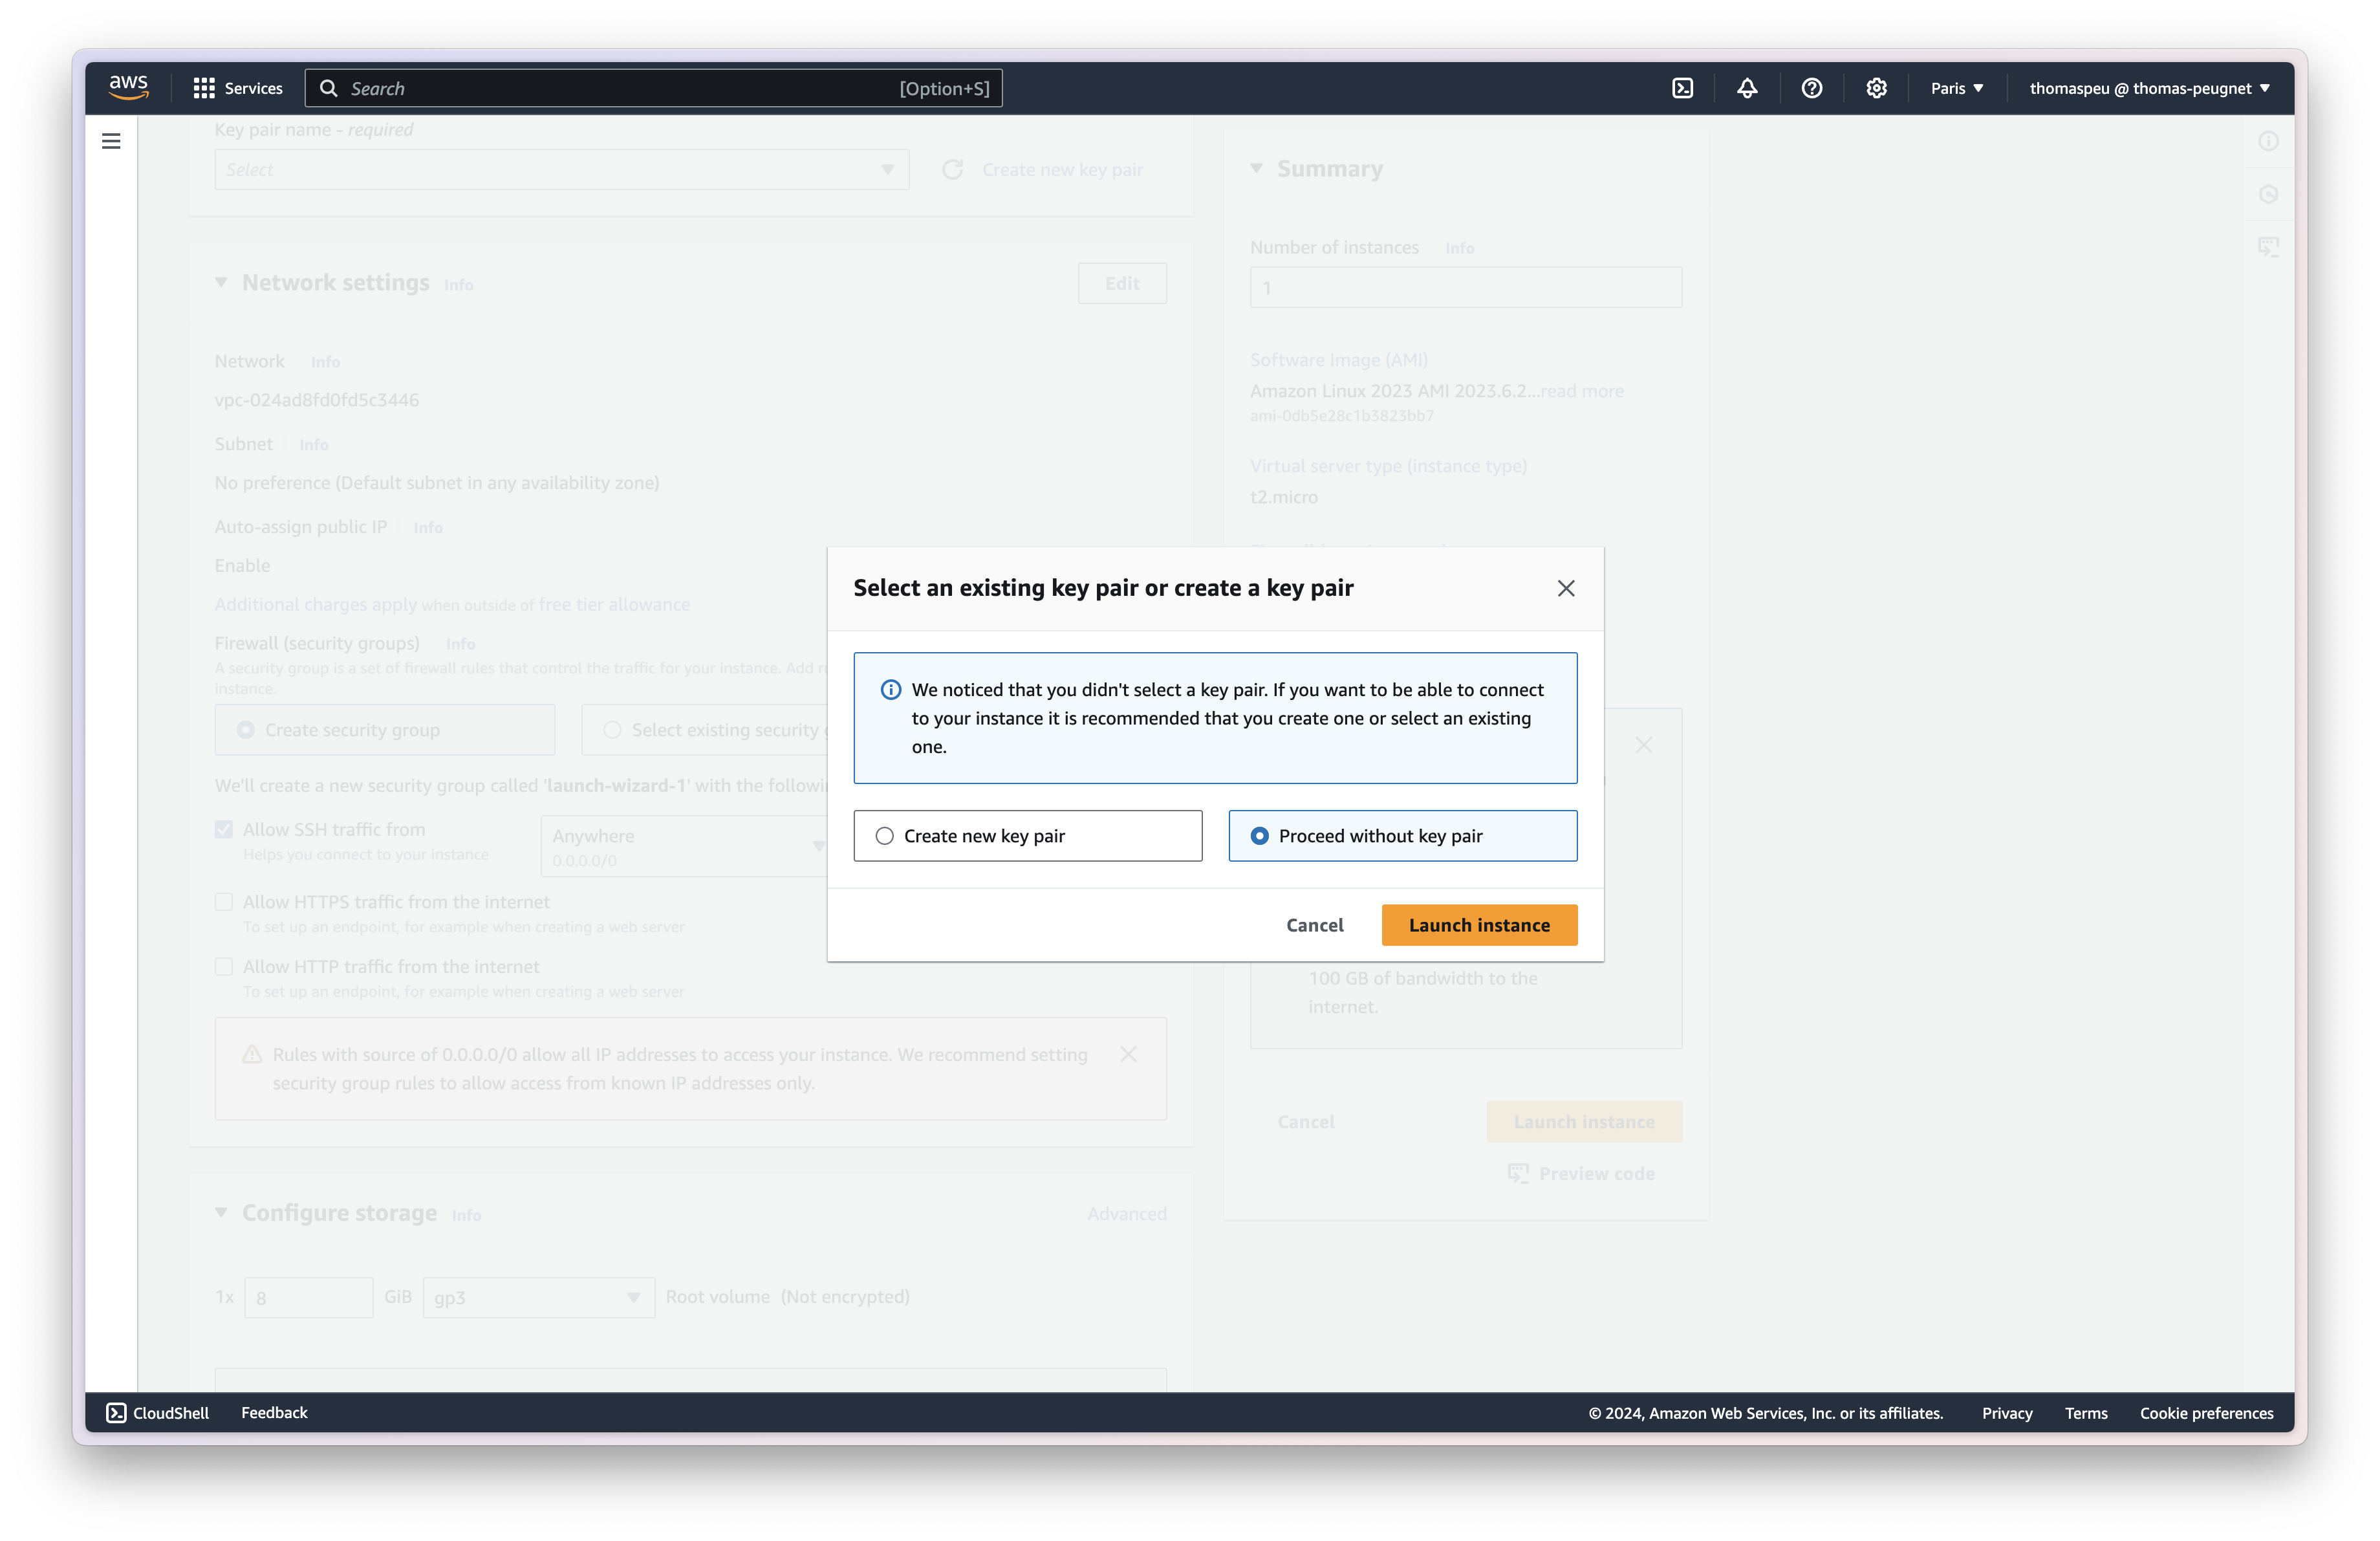 aws
Services
Search
[Option+S]
Paris
thomaspeu @ thomas-peugnet
Key pair name - required
Select
Create new key pair
Network settings
Info
Edit
Network
Info
vpc-024ad8fd0fd5c3446
Subnet
Info
No preference (Default subnet in any availability zone)
Auto-assign public IP
Info
Enable
Additional charges apply when outside of free tier allowance
Firewall (security groups)
Info
A security group is a set of firewall rules that control the traffic for your instance. Add
instance.
Create security group
Select existing security
We'll create a new security group called 'launch-wizard-1' with the
Allow SSH traffic from
Helps you connect to your instance
Anywhere
0.0.0.0/0
Allow HTTPS traffic from the internet
To set up an endpoint, for example when creating a web server
Allow HTTP traffic from the internet
To set up an endpoint, for example when creating a web server
Rules with source of 0.0.0.0/0 allow all IP addresses to access your instance. We recommend setting
security group rules to allow access from known IP addresses only.
Configure storage
Info
Advanced
1x
8
GiB
gp3
Root volume (Not encrypted)
Summary
Number of instances
Info
1
Software Image (AMI)
Amazon Linux 2023 AMI 2023.6.2...read more
ami-0db5e28c1b3823bb7
Virtual server type (instance type)
t2.micro
Select an existing key pair or create a key pair
We noticed that you didn't select a key pair. If you want to be able to connect
to your instance it is recommended that you create one or select an existing
one.
Create new key pair
Proceed without key pair
Cancel
Launch instance
100 GB of bandwidth to the
internet.
Cancel
Launch instance
Preview code
CloudShell
Feedback
© 2024, Amazon Web Services, Inc. or its affiliates.
Privacy
Terms
Cookie preferences